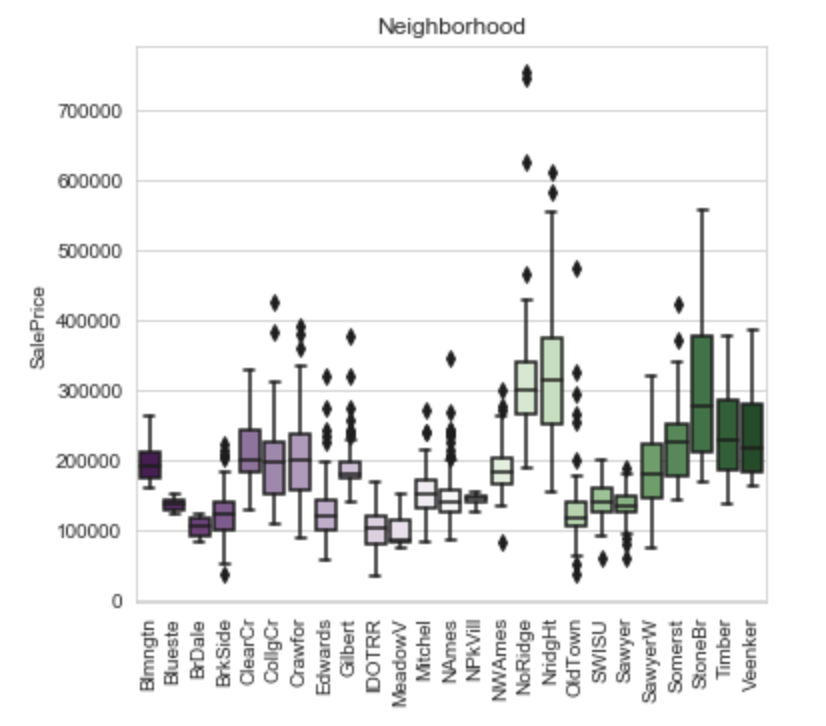 Neighborhood
SalePrice
700000
600000
500000
400000
300000
200000
100000
0
Blmngtn
Blueste
BrDale
BrkSide
ClearCr
CollgCr
Crawfor
Edwards
Gilbert
IDOTRR
MeadowV
Mitchel
NAmes
NPkVill
NWAmes
NoRidge
NridgHt
OldTown
SWISU
Sawyer
SawyerW
Somerst
StoneBr
Timber
Veenker